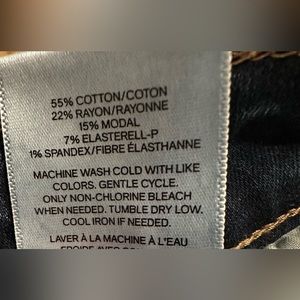 55% COTTON/COTON
22% RAYON/RAYONNE
15% MODAL
7% ELASTERELL-P
1% SPANDEX/FIBRE ÉLASTHANNE
MACHINE WASH COLD WITH LIKE
COLORS. GENTLE CYCLE.
ONLY NON-CHLORINE BLEACH
WHEN NEEDED. TUMBLE DRY LOW.
COOL IRON IF NEEDED.
LAVER À LA MACHINE À L'EAU